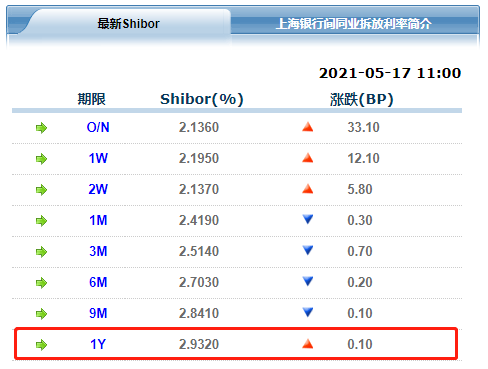 最新Shibor 上海银行间同业拆放利率简介
2021-05-17 11:00
期限 Shibor(%) 涨跌(BP)
O/N 2.1360 33.10
1W 2.1950 12.10
2W 2.1370 5.80
1M 2.4190 0.30
3M 2.5140 0.70
6M 2.7030 0.20
9M 2.8410 0.10
1Y 2.9320 0.10